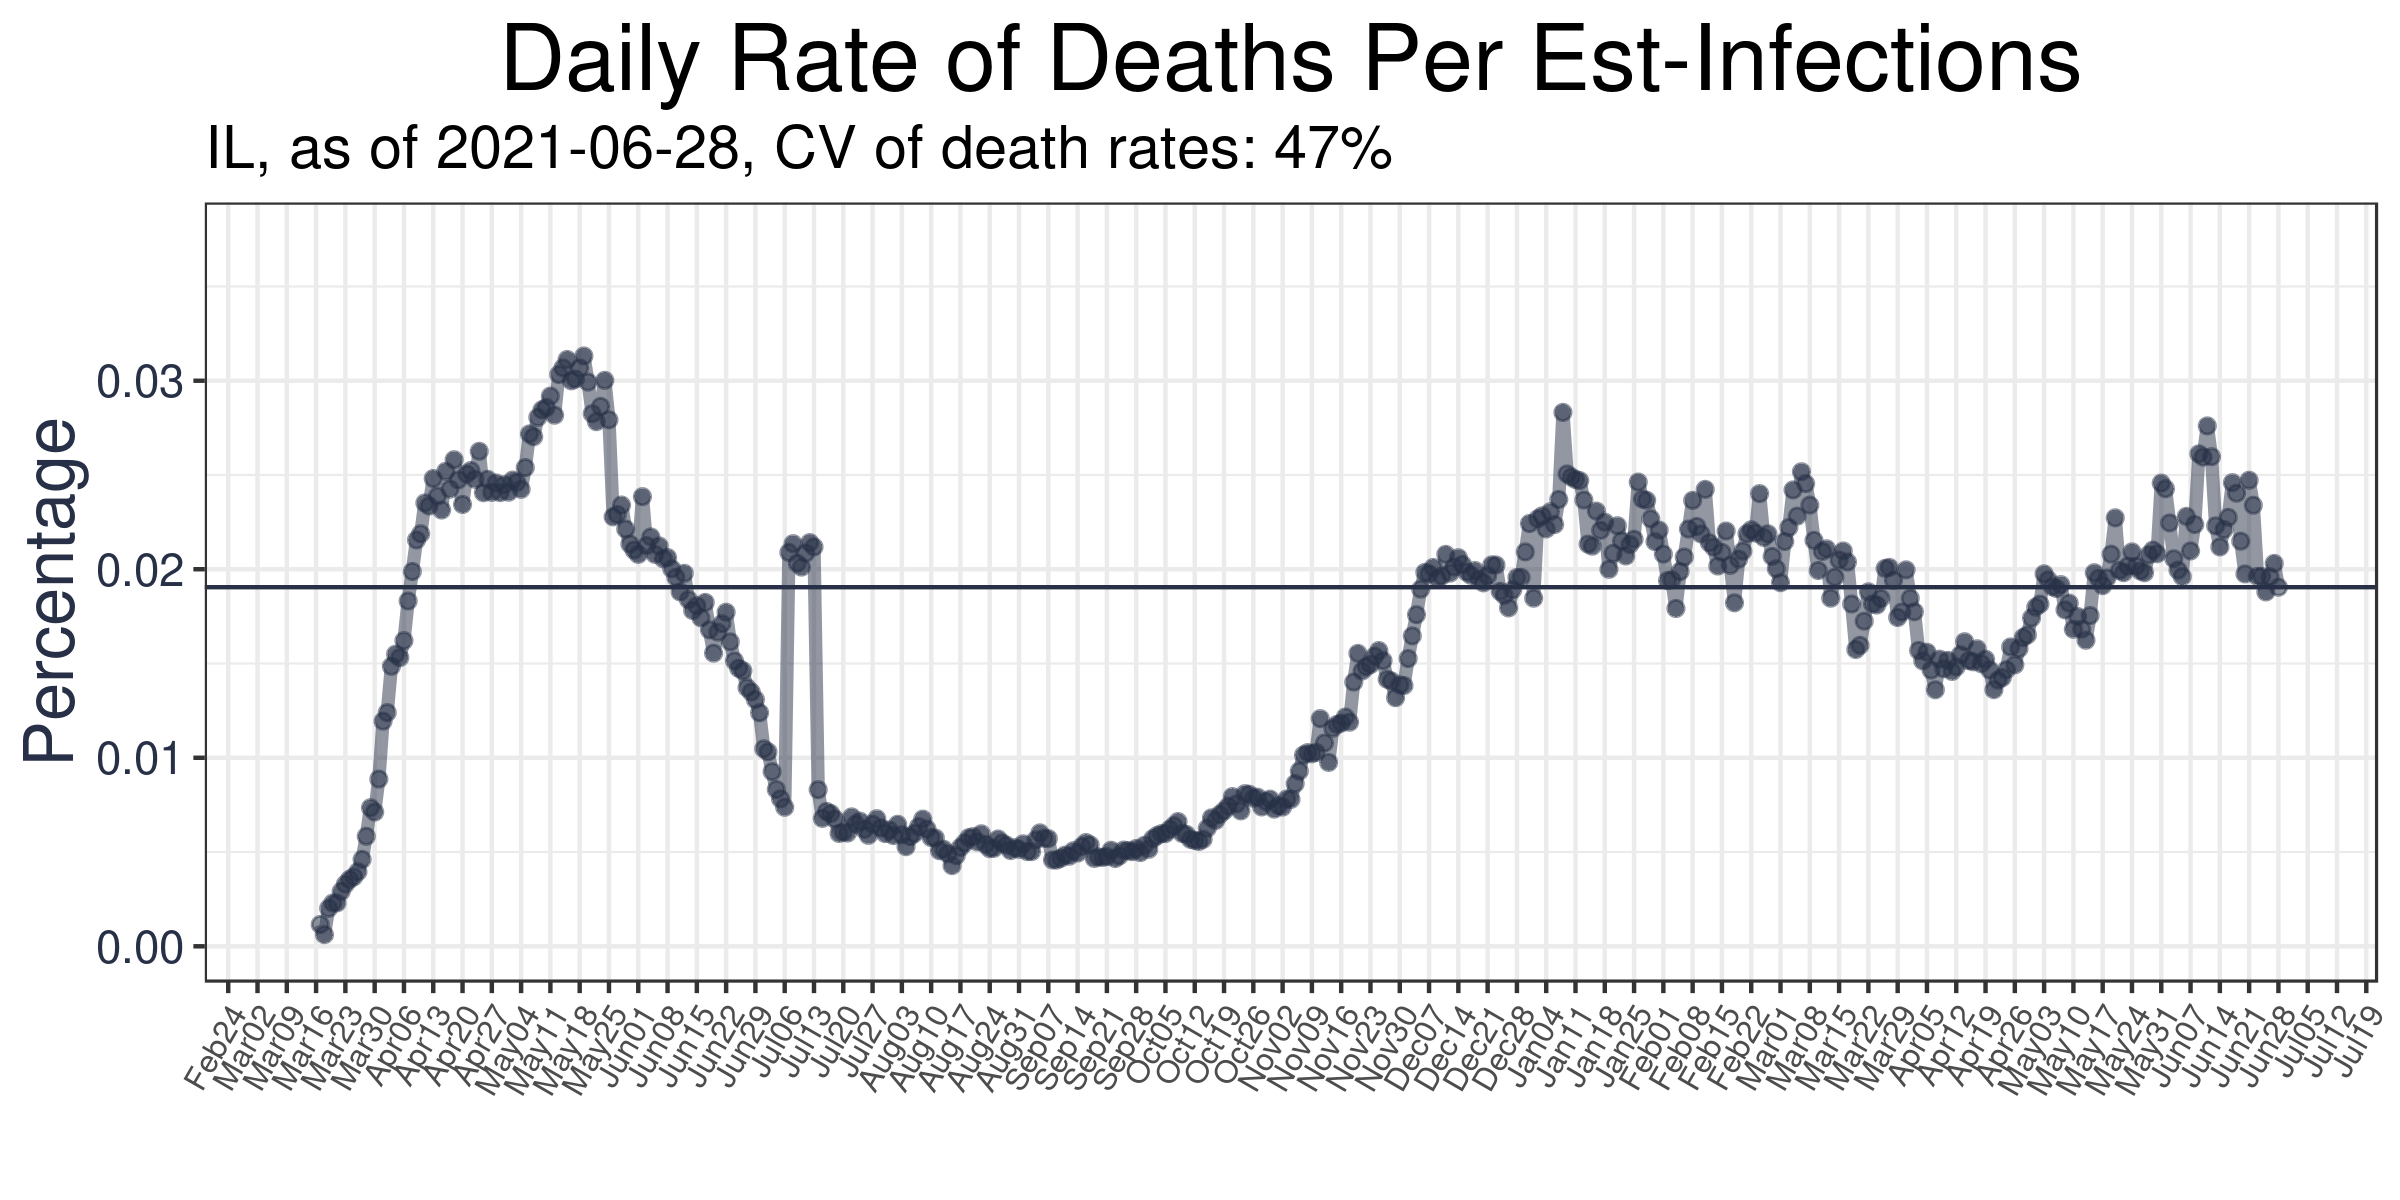 Daily Rate of Deaths Per Est-Infections
IL, as of 2021-06-28, CV of death rates: 47%
Percentage
0.03
0.02
0.01
0.00
Feb24
Mar02
Mar09
Mar16
Mar23
Mar30
Apr06
Apr13
Apr20
Apr27
May04
May11
May18
May25
Jun01
Jun08
Jun15
Jun22
Jun29
Jul06
Jul13
Jul20
Jul27
Aug03
Aug10
Aug17
Aug24
Aug31
Sep07
Sep14
Sep21
Sep28
Oct05
Oct12
Oct19
Oct26
Nov02
Nov09
Nov16
Nov23
Nov30
Dec07
Dec14
Dec21
Dec28
Jan04
Jan11
Jan18
Jan25
Feb01
Feb08
Feb15
Feb22
Mar01
Mar08
Mar15
Mar22
Mar29
Apr05
Apr12
Apr19
Apr26
May03
May10
May17
May24
May31
Jun07
Jun14
Jun21
Jun28
Jul05
Jul12
Jul19